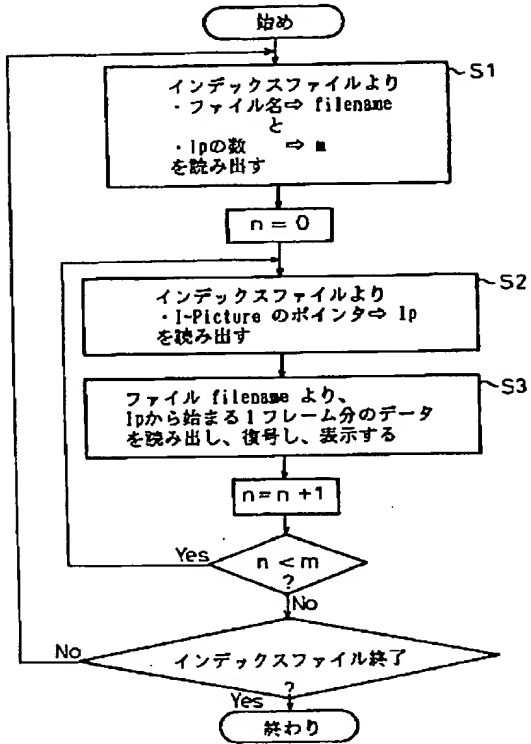 始め
S1
インデックスファイルより
・ファイル名⇒ filename
と
・Ipの数 ⇒ m
を読み出す
n = 0
S2
インデックスファイルより
・I-Picture のポインタ⇒ Ip
を読み出す
S3
ファイル filename より、
Ipから始まる1フレーム分のデータ
を読み出し、復号し、表示する
n=n+1
Yes
n<m
?
No
No
インデックスファイル終了
?
Yes
終わり